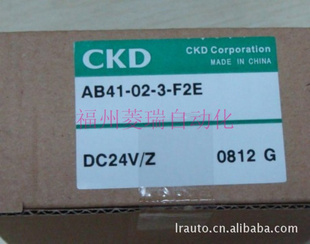 CKD
CKD Corporation
MADE IN CHINA
AB41-02-3-F2E
福州菱瑞自动化
DC24V/Z 0812 G
lrauto.cn.alibaba.com